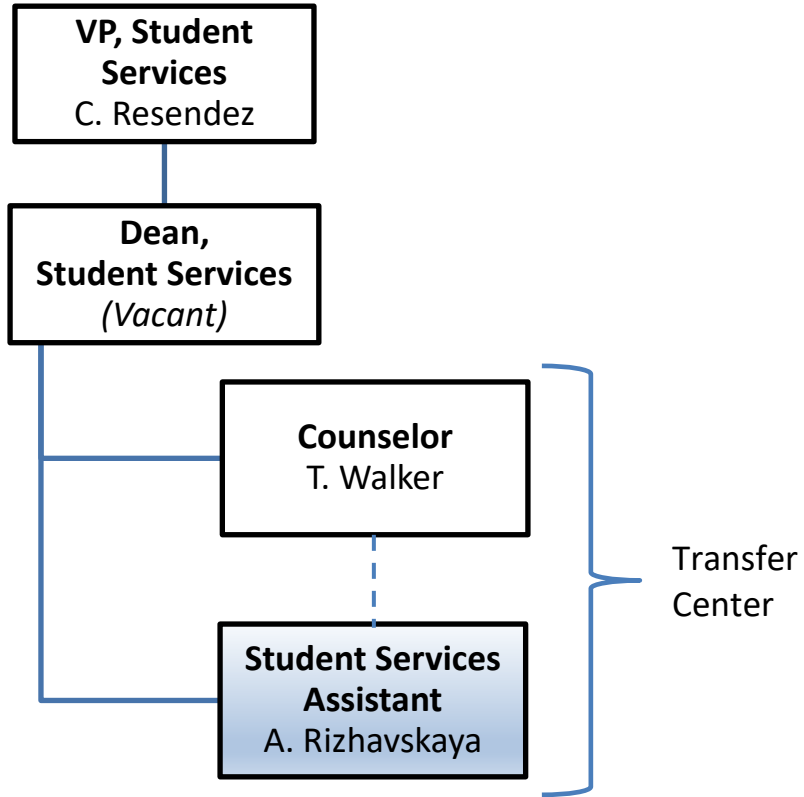 VP, Student
Services
C. Resendez
Dean,
Student Services
(Vacant)
Counselor
T. Walker
Student Services
Assistant
A. Rizhavskaya
Transfer
Center